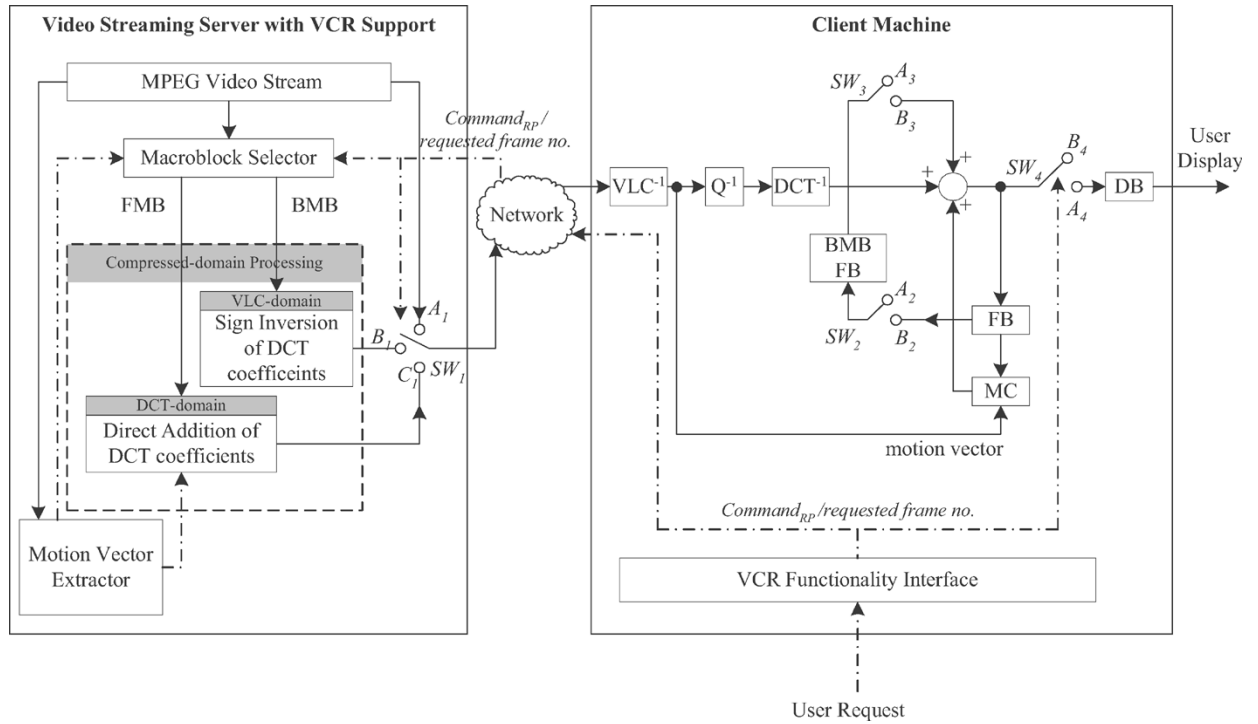 Video Streaming Server with VCR Support
MPEG Video Stream
Macroblock Selector
FMB
BMB
Compressed-domain Processing
VLC-domain
Sign Inversion
of DCT
coefficeints
DCT-domain
Direct Addition of
DCT coefficients
Motion Vector
Extractor
A1
B1
C1
SW1
CommandRP /
requested frame no.
Network
Client Machine
VLC-1
Q-1
DCT-1
SW3
A3
B3
+
+
+
BMB
FB
A2
SW2
B2
FB
MC
motion vector
SW4
B4
A4
DB
User
Display
CommandRP/requested frame no.
VCR Functionality Interface
User Request